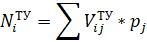 N_i^ТУ = ∑ V_ij^ТУ * p_j